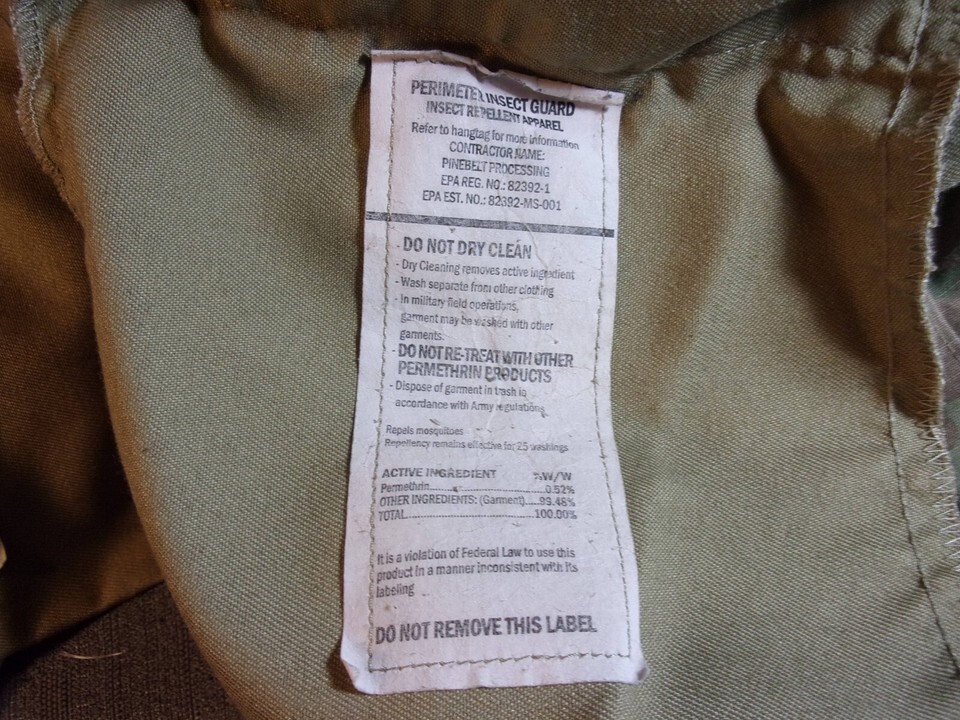 PERIMETER INSECT GUARD
INSECT REPELLENT APPAREL
Refer to hangtag for more information
CONTRACTOR NAME:
PINEBELT PROCESSING
EPA REG. NO.: 82392-1
EPA EST. NO.: 82392-MS-001
- DO NOT DRY CLEAN
- Dry Cleaning removes active ingredient
- Wash separate from other clothing
- In military field operations,
garment may be washed with other
garments.
- DO NOT RE-TREAT WITH OTHER
PERMETHRIN PRODUCTS
- Dispose of garment in trash in
accordance with Army regulations
Repels mosquitoes
Repellency remains effective for 25 washings
ACTIVE INGREDIENT %W/W
Permethrin..........................0.52%
OTHER INGREDIENTS: (Garment)....99.48%
TOTAL..............................100.00%
It is a violation of Federal Law to use this
product in a manner inconsistent with its
labeling
DO NOT REMOVE THIS LABEL